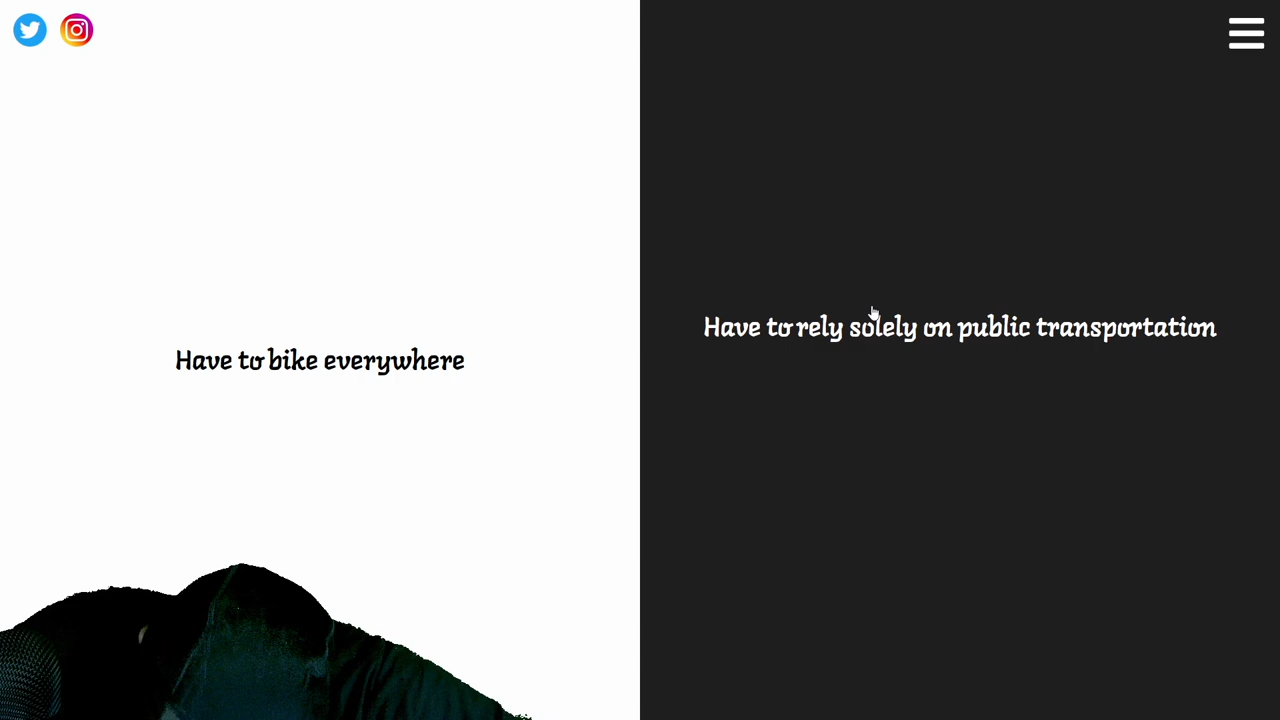 Have to bike everywhere
Have to rely solely on public transportation